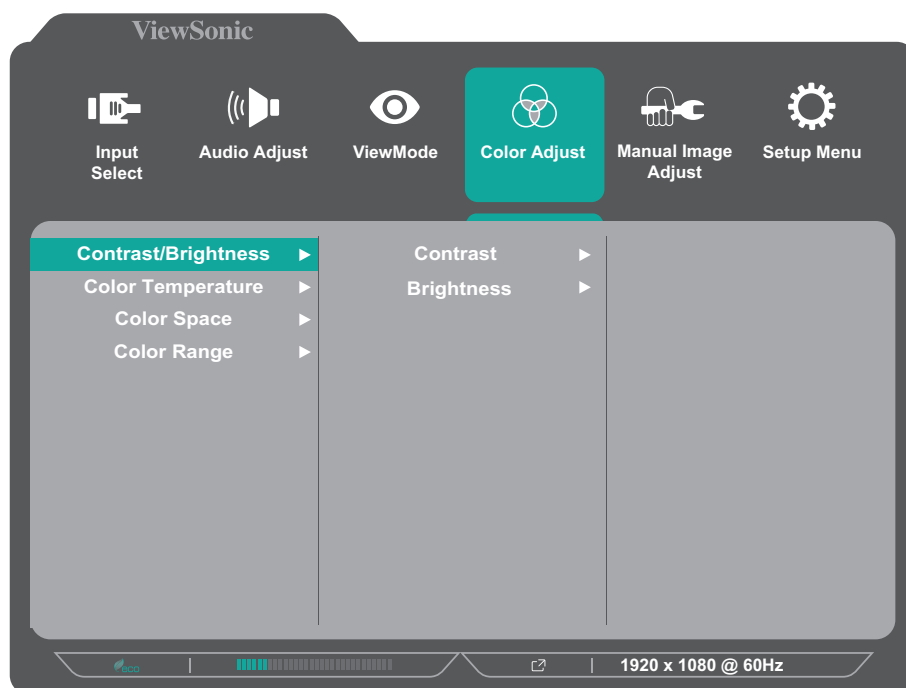 ViewSonic
Input
Select
Audio Adjust
ViewMode
Color Adjust
Manual Image
Adjust
Setup Menu
Contrast/Brightness
Color Temperature
Color Space
Color Range
Contrast
Brightness
eco
1920 x 1080 @ 60Hz